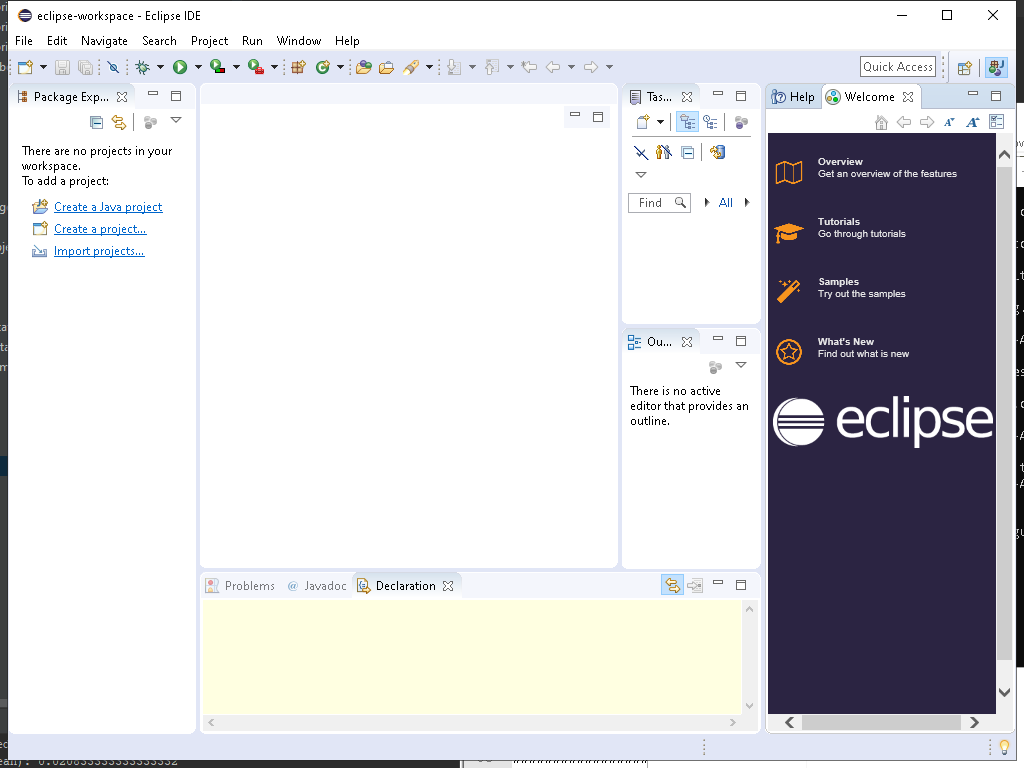 eclipse-workspace - Eclipse IDE
File Edit Navigate Search Project Run Window Help
Quick Access
Package Exp...
There are no projects in your
workspace.
To add a project:
Create a Java project
Create a project...
Import projects...
Tas...
Find
All
Ou...
There is no active
editor that provides an
outline.
Problems
@ Javadoc
Declaration
Help
Welcome
Overview
Get an overview of the features
Tutorials
Go through tutorials
Samples
Try out the samples
What's New
Find out what is new
eclipse